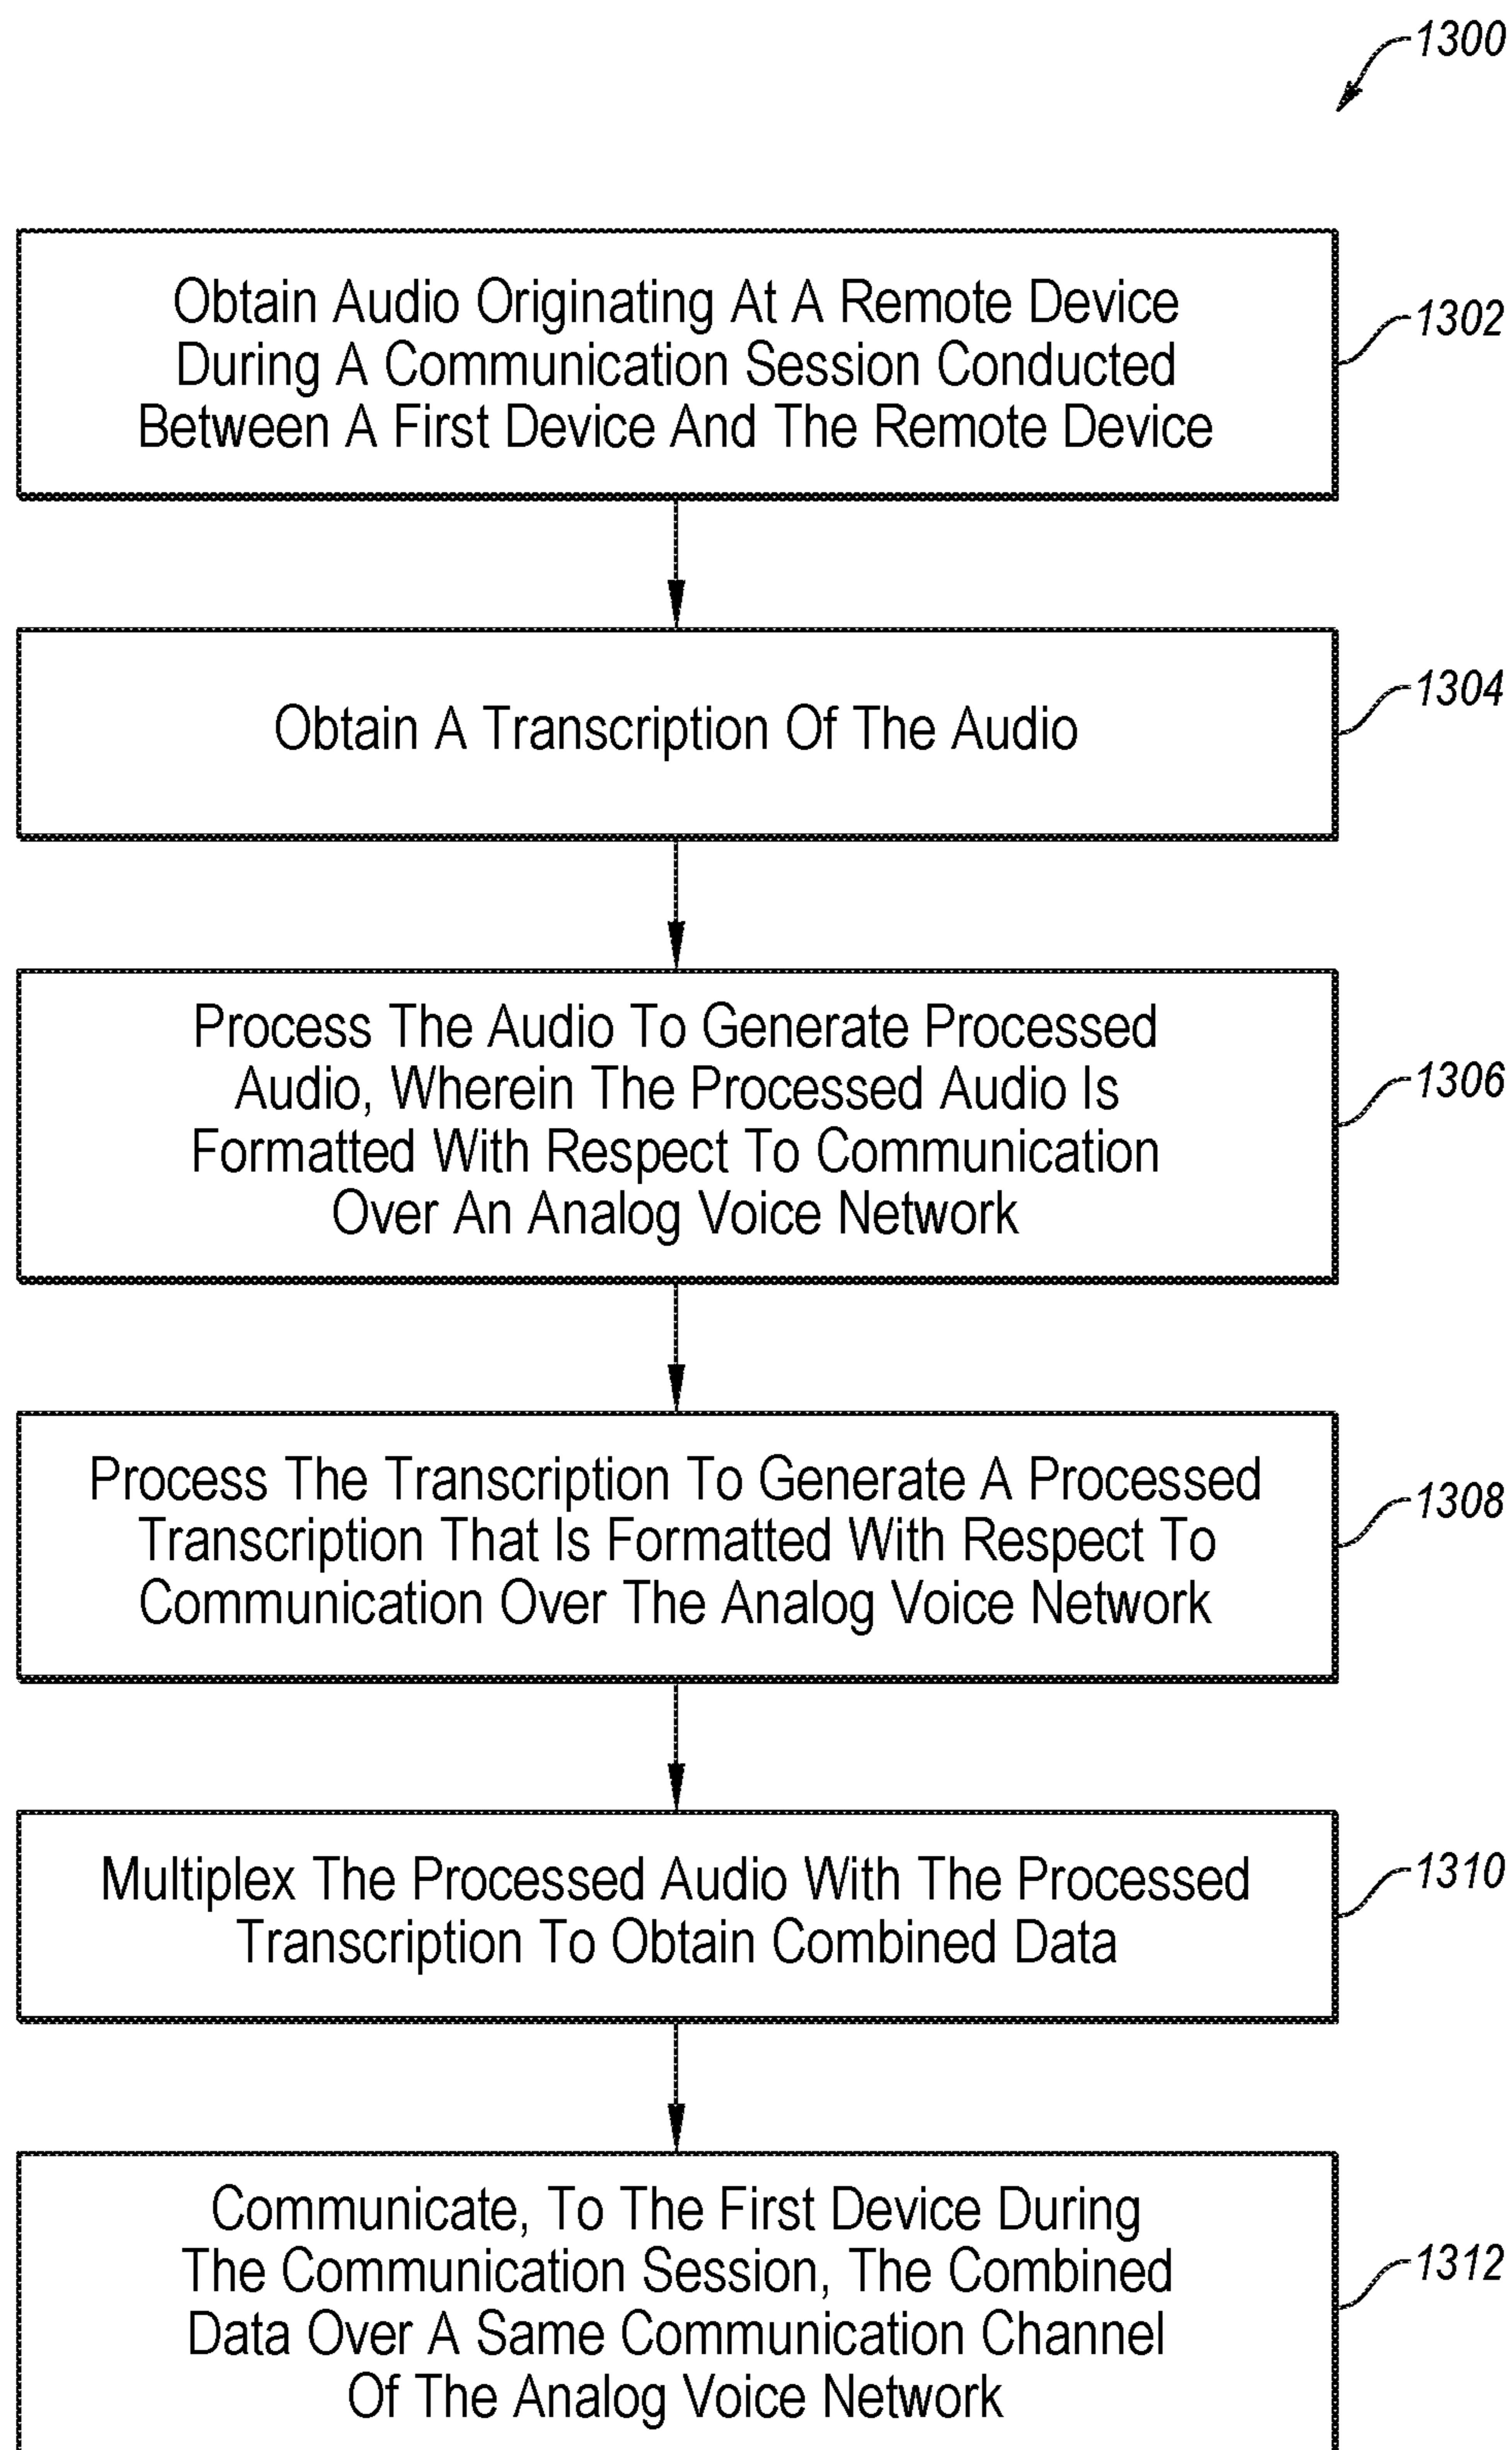 1300
Obtain Audio Originating At A Remote Device
During A Communication Session Conducted
Between A First Device And The Remote Device
1302
Obtain A Transcription Of The Audio
1304
Process The Audio To Generate Processed
Audio, Wherein The Processed Audio Is
Formatted With Respect To Communication
Over An Analog Voice Network
1306
Process The Transcription To Generate A Processed
Transcription That Is Formatted With Respect To
Communication Over The Analog Voice Network
1308
Multiplex The Processed Audio With The Processed
Transcription To Obtain Combined Data
1310
Communicate, To The First Device During
The Communication Session, The Combined
Data Over A Same Communication Channel
Of The Analog Voice Network
1312